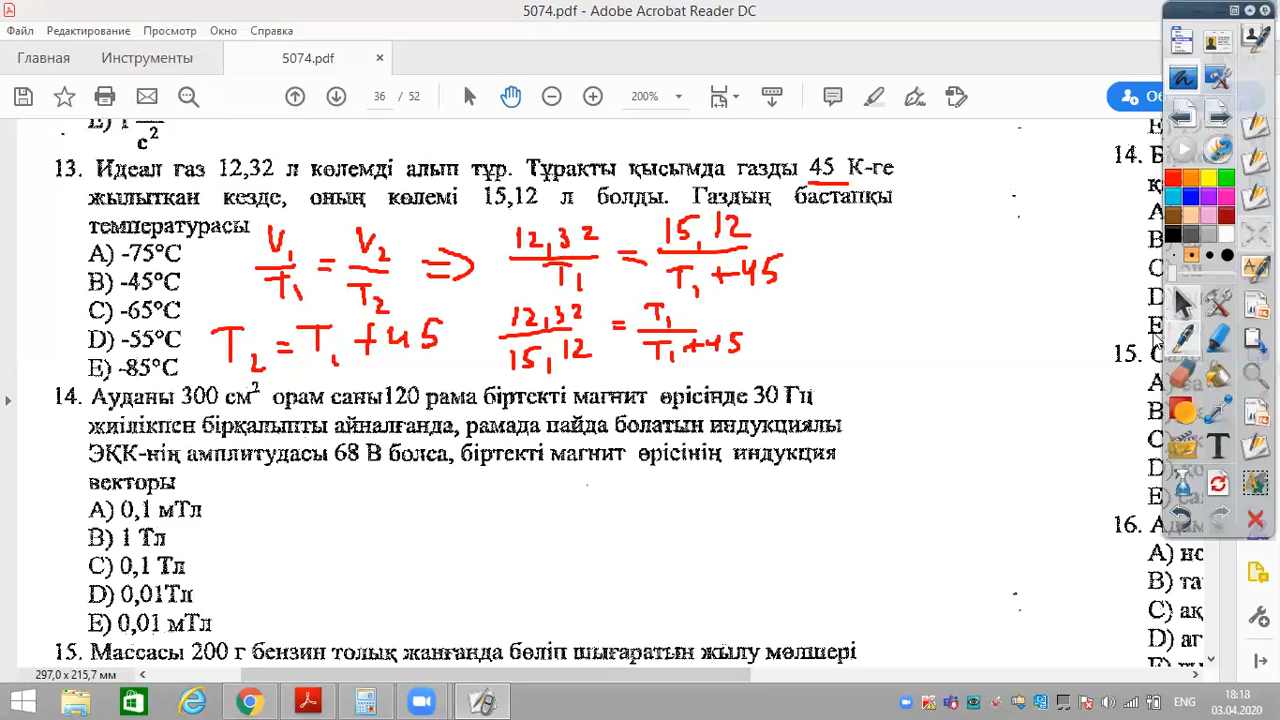 5074.pdf - Adobe Acrobat Reader DC
Файл Редактирование Просмотр Окно Справка
Главная Инструменты 5074.pdf
36 / 52 200%
с²
13. Идеал газ 12,32 л көлемді алып тұр. Тұрақты қысымда газды 45 К-ге
жылытқан кезде, оның көлемі 15,12 л болды. Газдың бастапқы
температурасы
A) -75°C
B) -45°C
C) -65°C
D) -55°C
E) -85°C
V₁/T₁ = V₂/T₂ ⇒ 12,32/T₁ = 15,12/T₁+45
T₂ = T₁ + 45 12,32/15,12 = T₁/T₁+45
14. Ауданы 300 см² орам саны120 рама біртекті магнит өрісінде 30 Гц
жиілікпен бірқалыпты айналғанда, рамада пайда болатын индукциялы
ЭҚК-нің амплитудасы 68 В болса, біртекті магнит өрісінің индукция
векторы
A) 0,1 мТл
B) 1 Тл
C) 0,1 Тл
D) 0,01Тл
E) 0,01 мТл
15. Массасы 200 г бензин толық жанғанда бөліп шығаратын жылу мөлшері
14.
15.
16.
A) но
B) та
C) ақ
D) аг
297,0 x 215,7 мм
ENG
18:18
03.04.2020